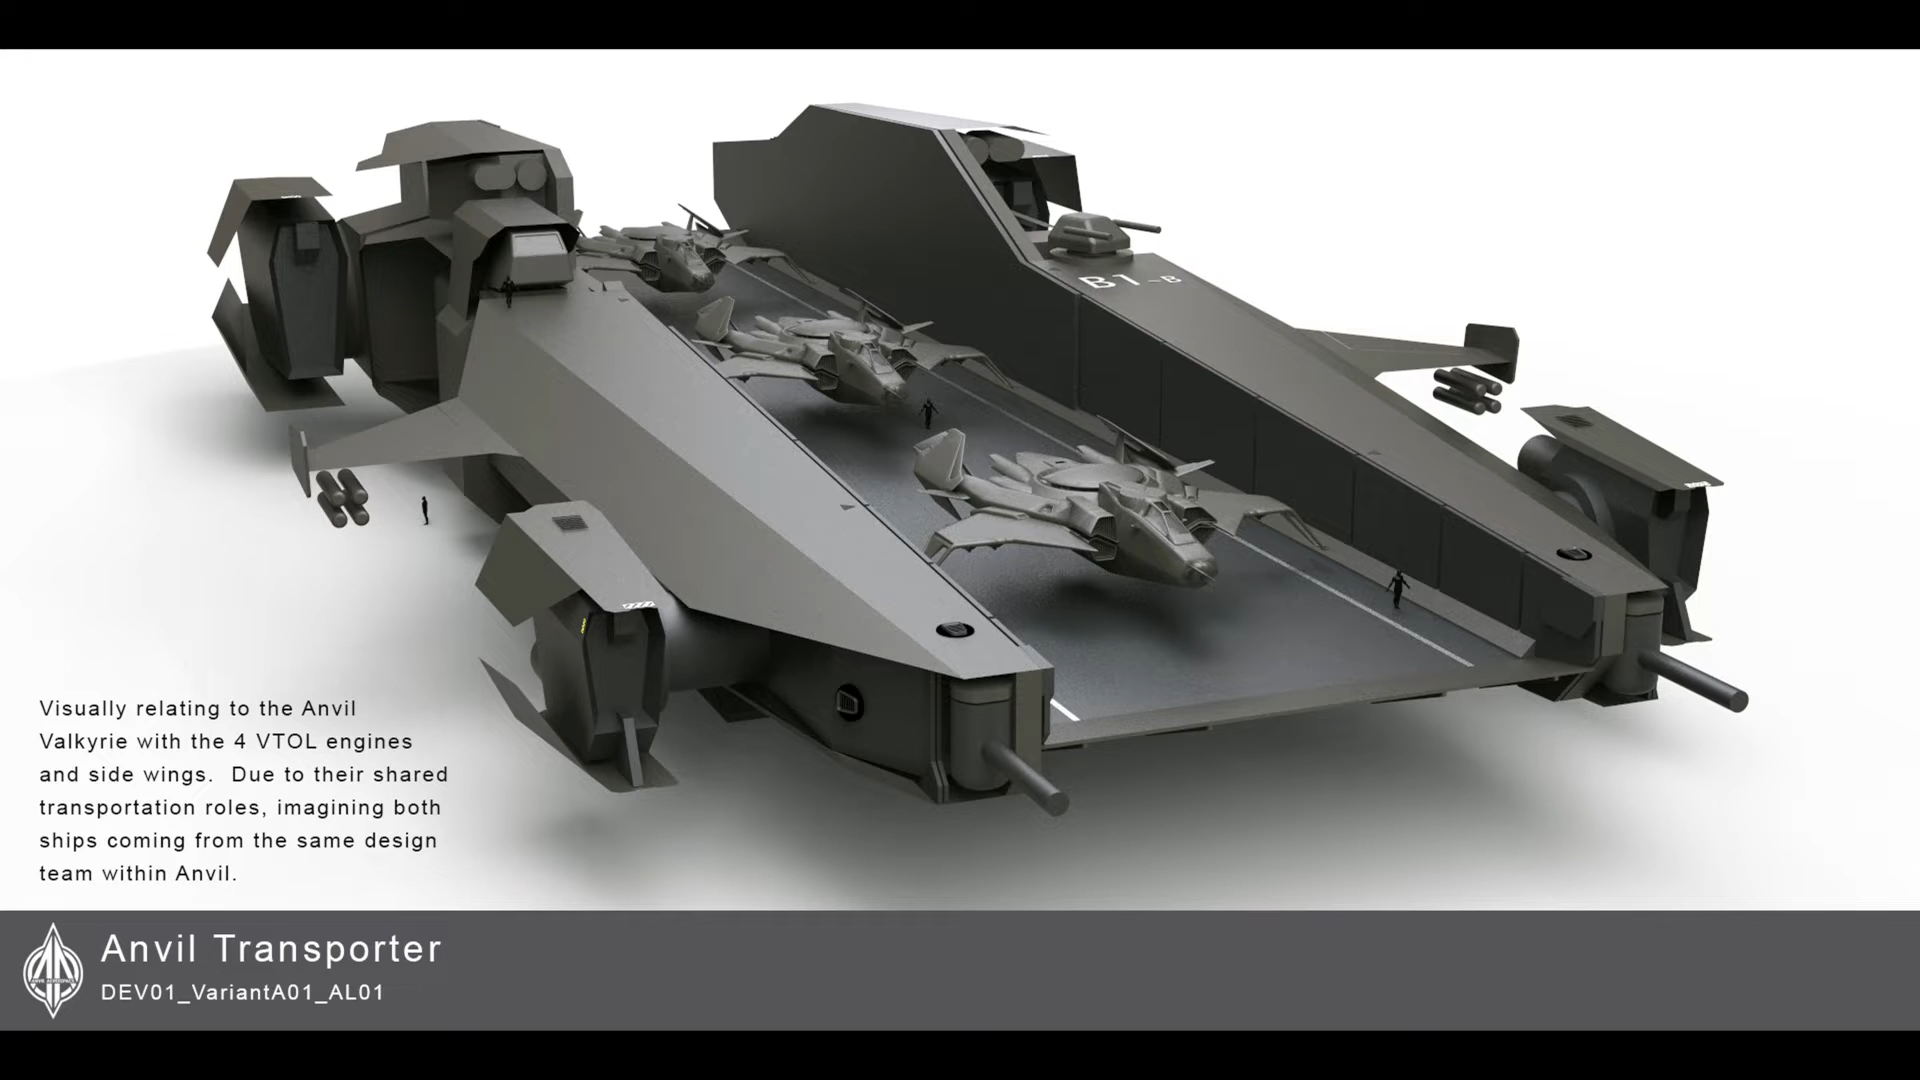 B1-B
Visually relating to the Anvil
Valkyrie with the 4 VTOL engines
and side wings. Due to their shared
transportation roles, imagining both
ships coming from the same design
team within Anvil.
Anvil Transporter
DEV01_VariantA01_AL01